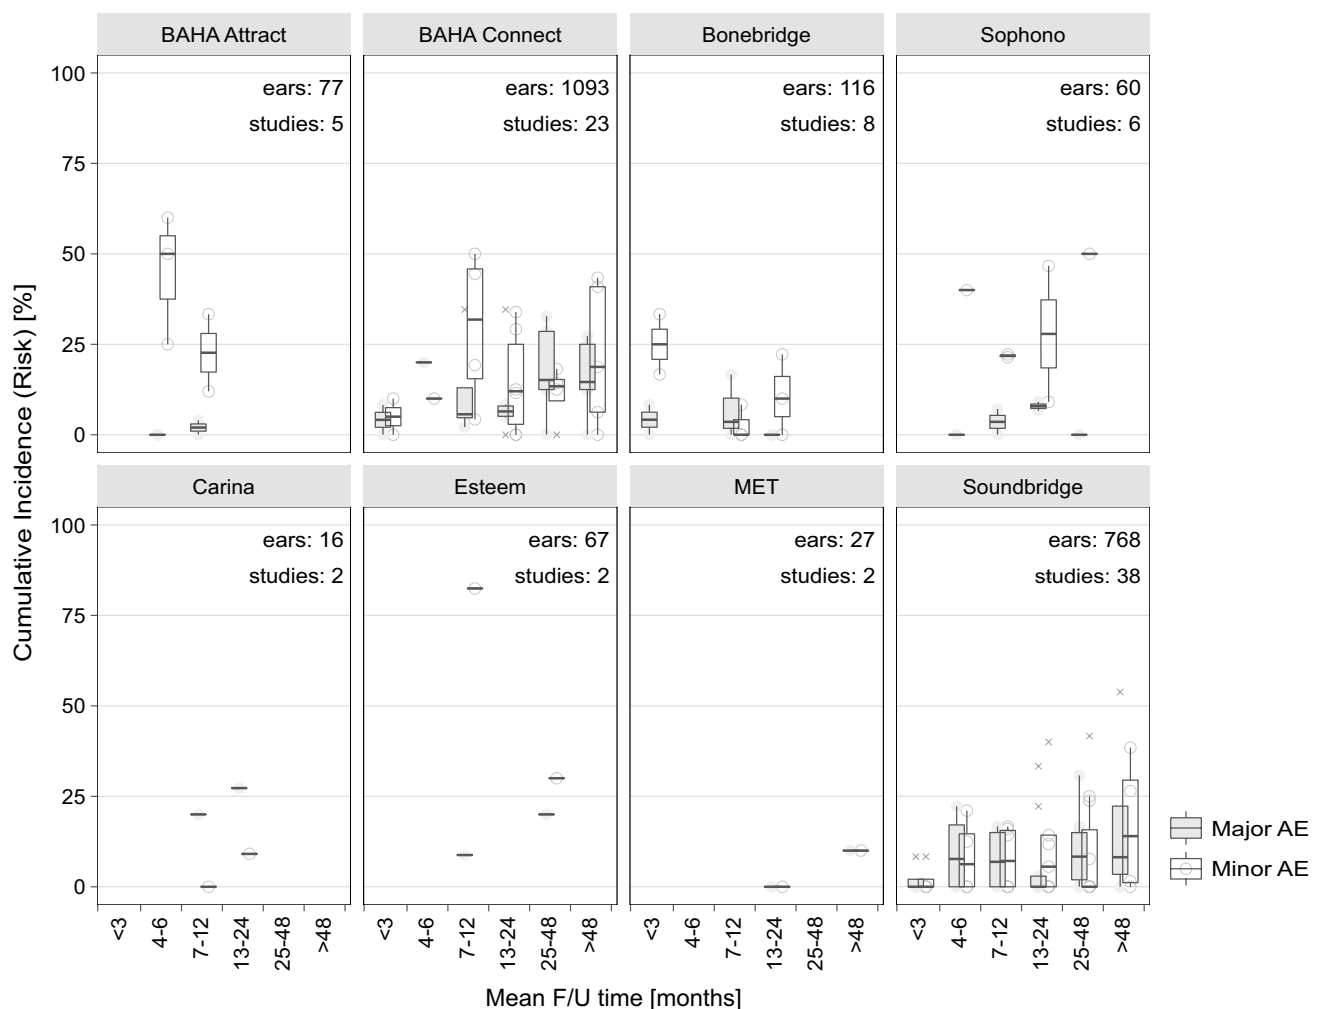 BAHA Attract
BAHA Connect
Bonebridge
Sophono
100
75
50
25
0
ears: 77
studies: 5
ears: 1093
studies: 23
ears: 116
studies: 8
ears: 60
studies: 6
Cumulative Incidence (Risk) [%]
Carina
Esteem
MET
Soundbridge
100
75
50
25
0
ears: 16
studies: 2
ears: 67
studies: 2
ears: 27
studies: 2
ears: 768
studies: 38
Major AE
Minor AE
<3
4-6
7-12
13-24
25-48
>48
<3
4-6
7-12
13-24
25-48
>48
<3
4-6
7-12
13-24
25-48
>48
<3
4-6
7-12
13-24
25-48
>48
Mean F/U time [months]